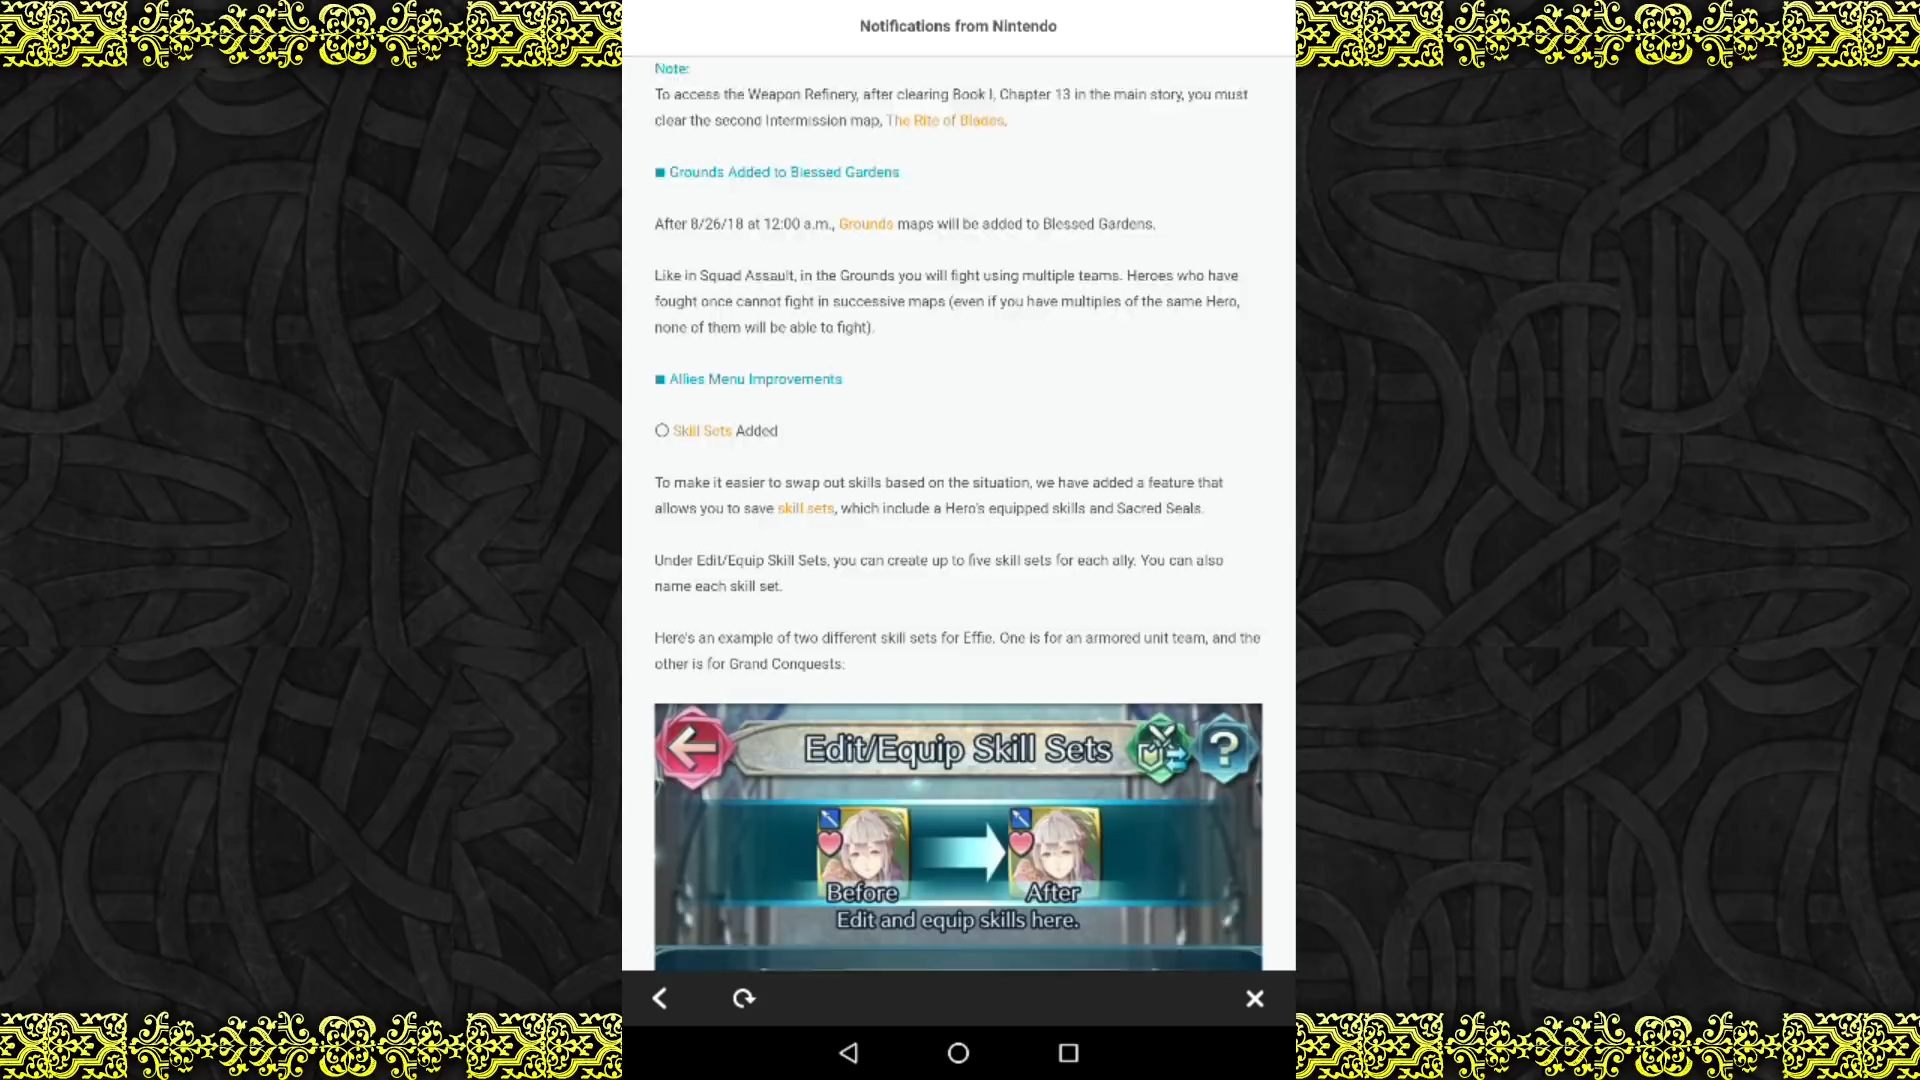 Notifications from Nintendo
Note:
To access the Weapon Refinery, after clearing Book I, Chapter 13 in the main story, you must
clear the second Intermission map, The Rite of Blades.
■ Grounds Added to Blessed Gardens
After 8/26/18 at 12:00 a.m., Grounds maps will be added to Blessed Gardens.
Like in Squad Assault, in the Grounds you will fight using multiple teams. Heroes who have
fought once cannot fight in successive maps (even if you have multiples of the same Hero,
none of them will be able to fight).
■ Allies Menu Improvements
○ Skill Sets Added
To make it easier to swap out skills based on the situation, we have added a feature that
allows you to save skill sets, which include a Hero's equipped skills and Sacred Seals.
Under Edit/Equip Skill Sets, you can create up to five skill sets for each ally. You can also
name each skill set.
Here's an example of two different skill sets for Effie. One is for an armored unit team, and the
other is for Grand Conquests:
Edit/Equip Skill Sets
?
Before
After
Edit and equip skills here.